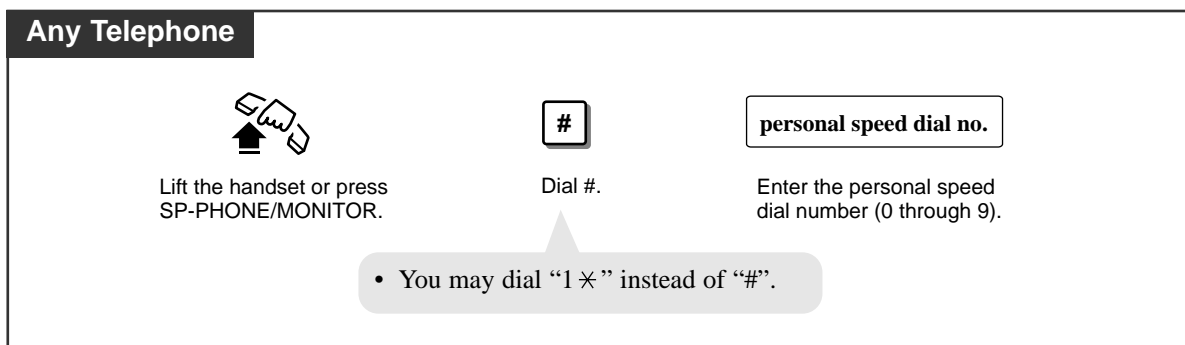 Any Telephone
#
personal speed dial no.
Lift the handset or press
SP-PHONE/MONITOR.
Dial #.
Enter the personal speed
dial number (0 through 9).
• You may dial “1✳” instead of “#”.